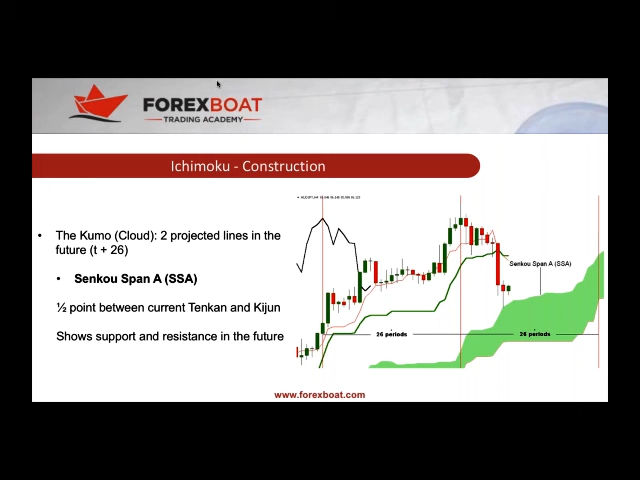 FOREXBOAT
TRADING ACADEMY
Ichimoku - Construction
• The Kumo (Cloud): 2 projected lines in the
future (t + 26)
• Senkou Span A (SSA)
½ point between current Tenkan and Kijun
Shows support and resistance in the future
Senkou Span A (SSA)
26 periods
26 periods
www.forexboat.com